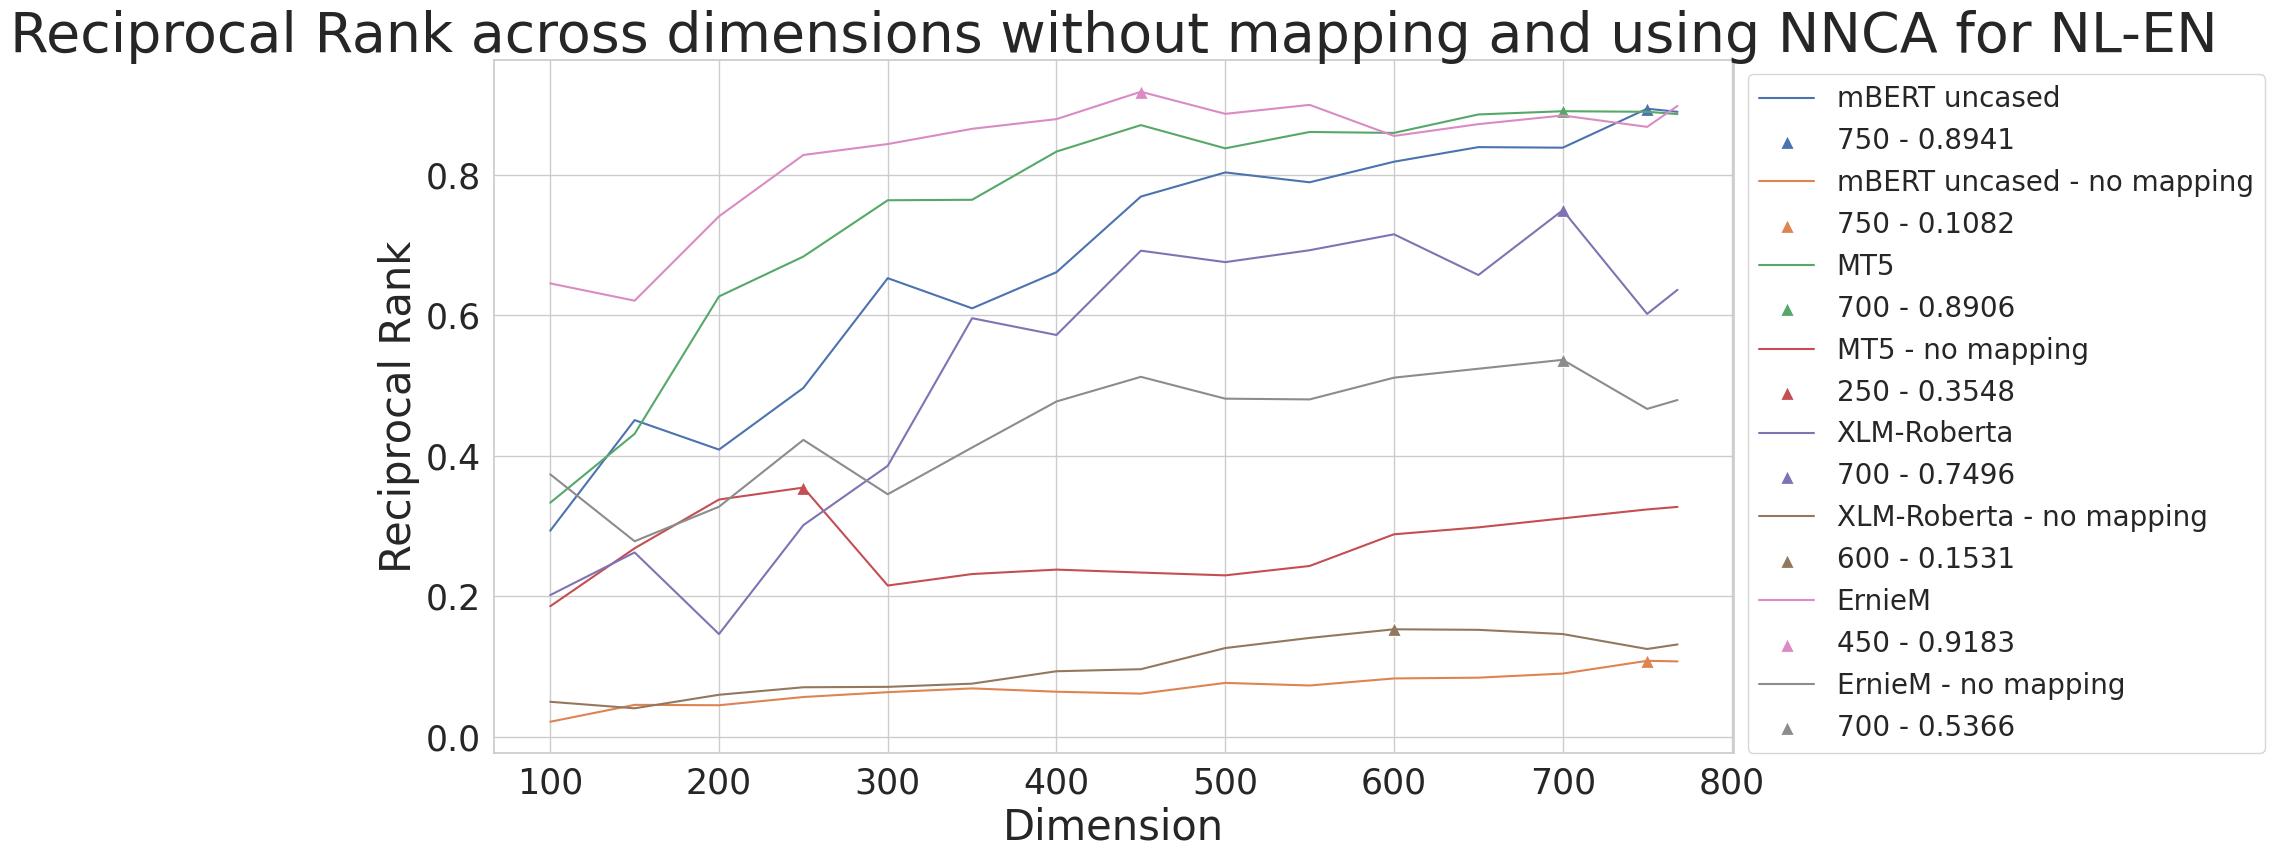 Reciprocal Rank across dimensions without mapping and using NNCA for NL-EN
Reciprocal Rank
0.8
0.6
0.4
0.2
0.0
100 200 300 400 500 600 700 800
Dimension
mBERT uncased
750 - 0.8941
mBERT uncased - no mapping
750 - 0.1082
MT5
700 - 0.8906
MT5 - no mapping
250 - 0.3548
XLM-Roberta
700 - 0.7496
XLM-Roberta - no mapping
600 - 0.1531
ErnieM
450 - 0.9183
ErnieM - no mapping
700 - 0.5366